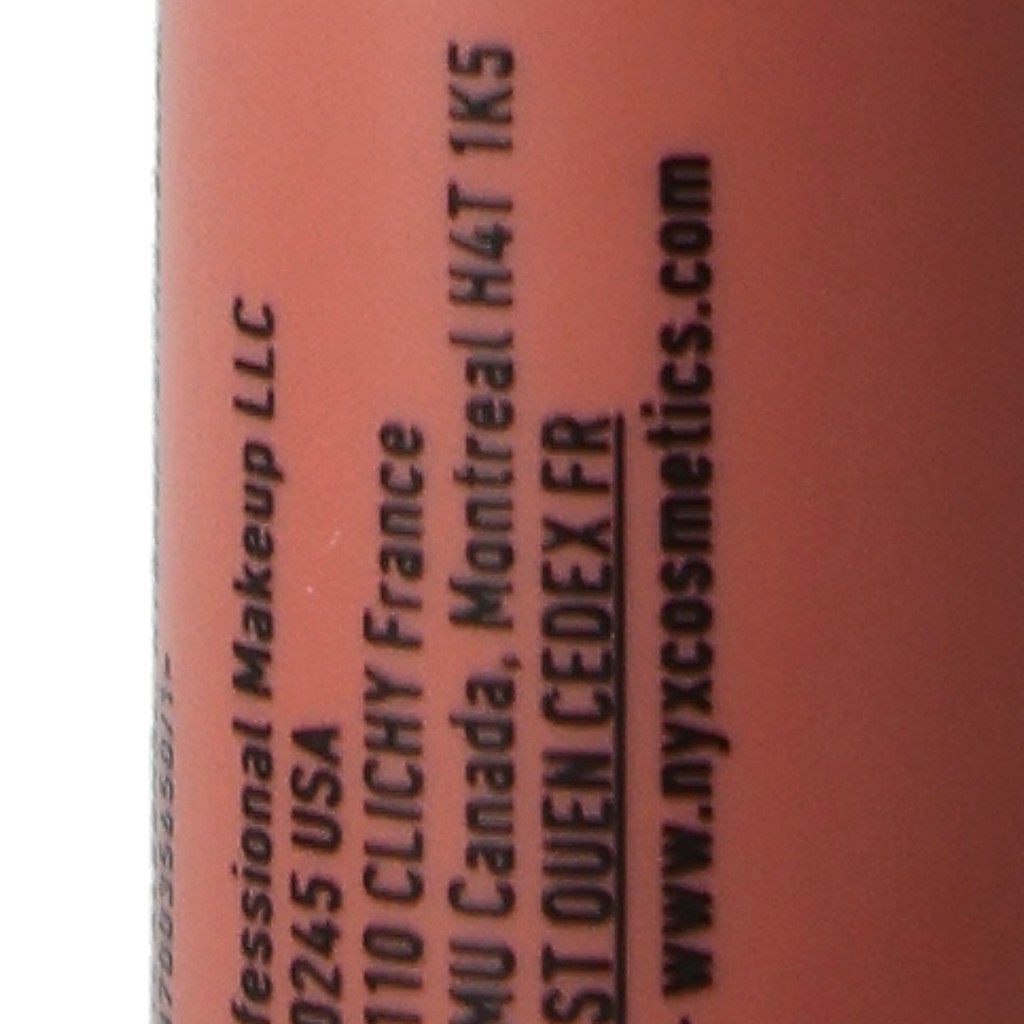 fessional Makeup LLC
0245 USA
110 CLICHY France
MU Canada, Montreal H4T 1K5
ST OUEN CEDEX FR
www.nyxcosmetics.com